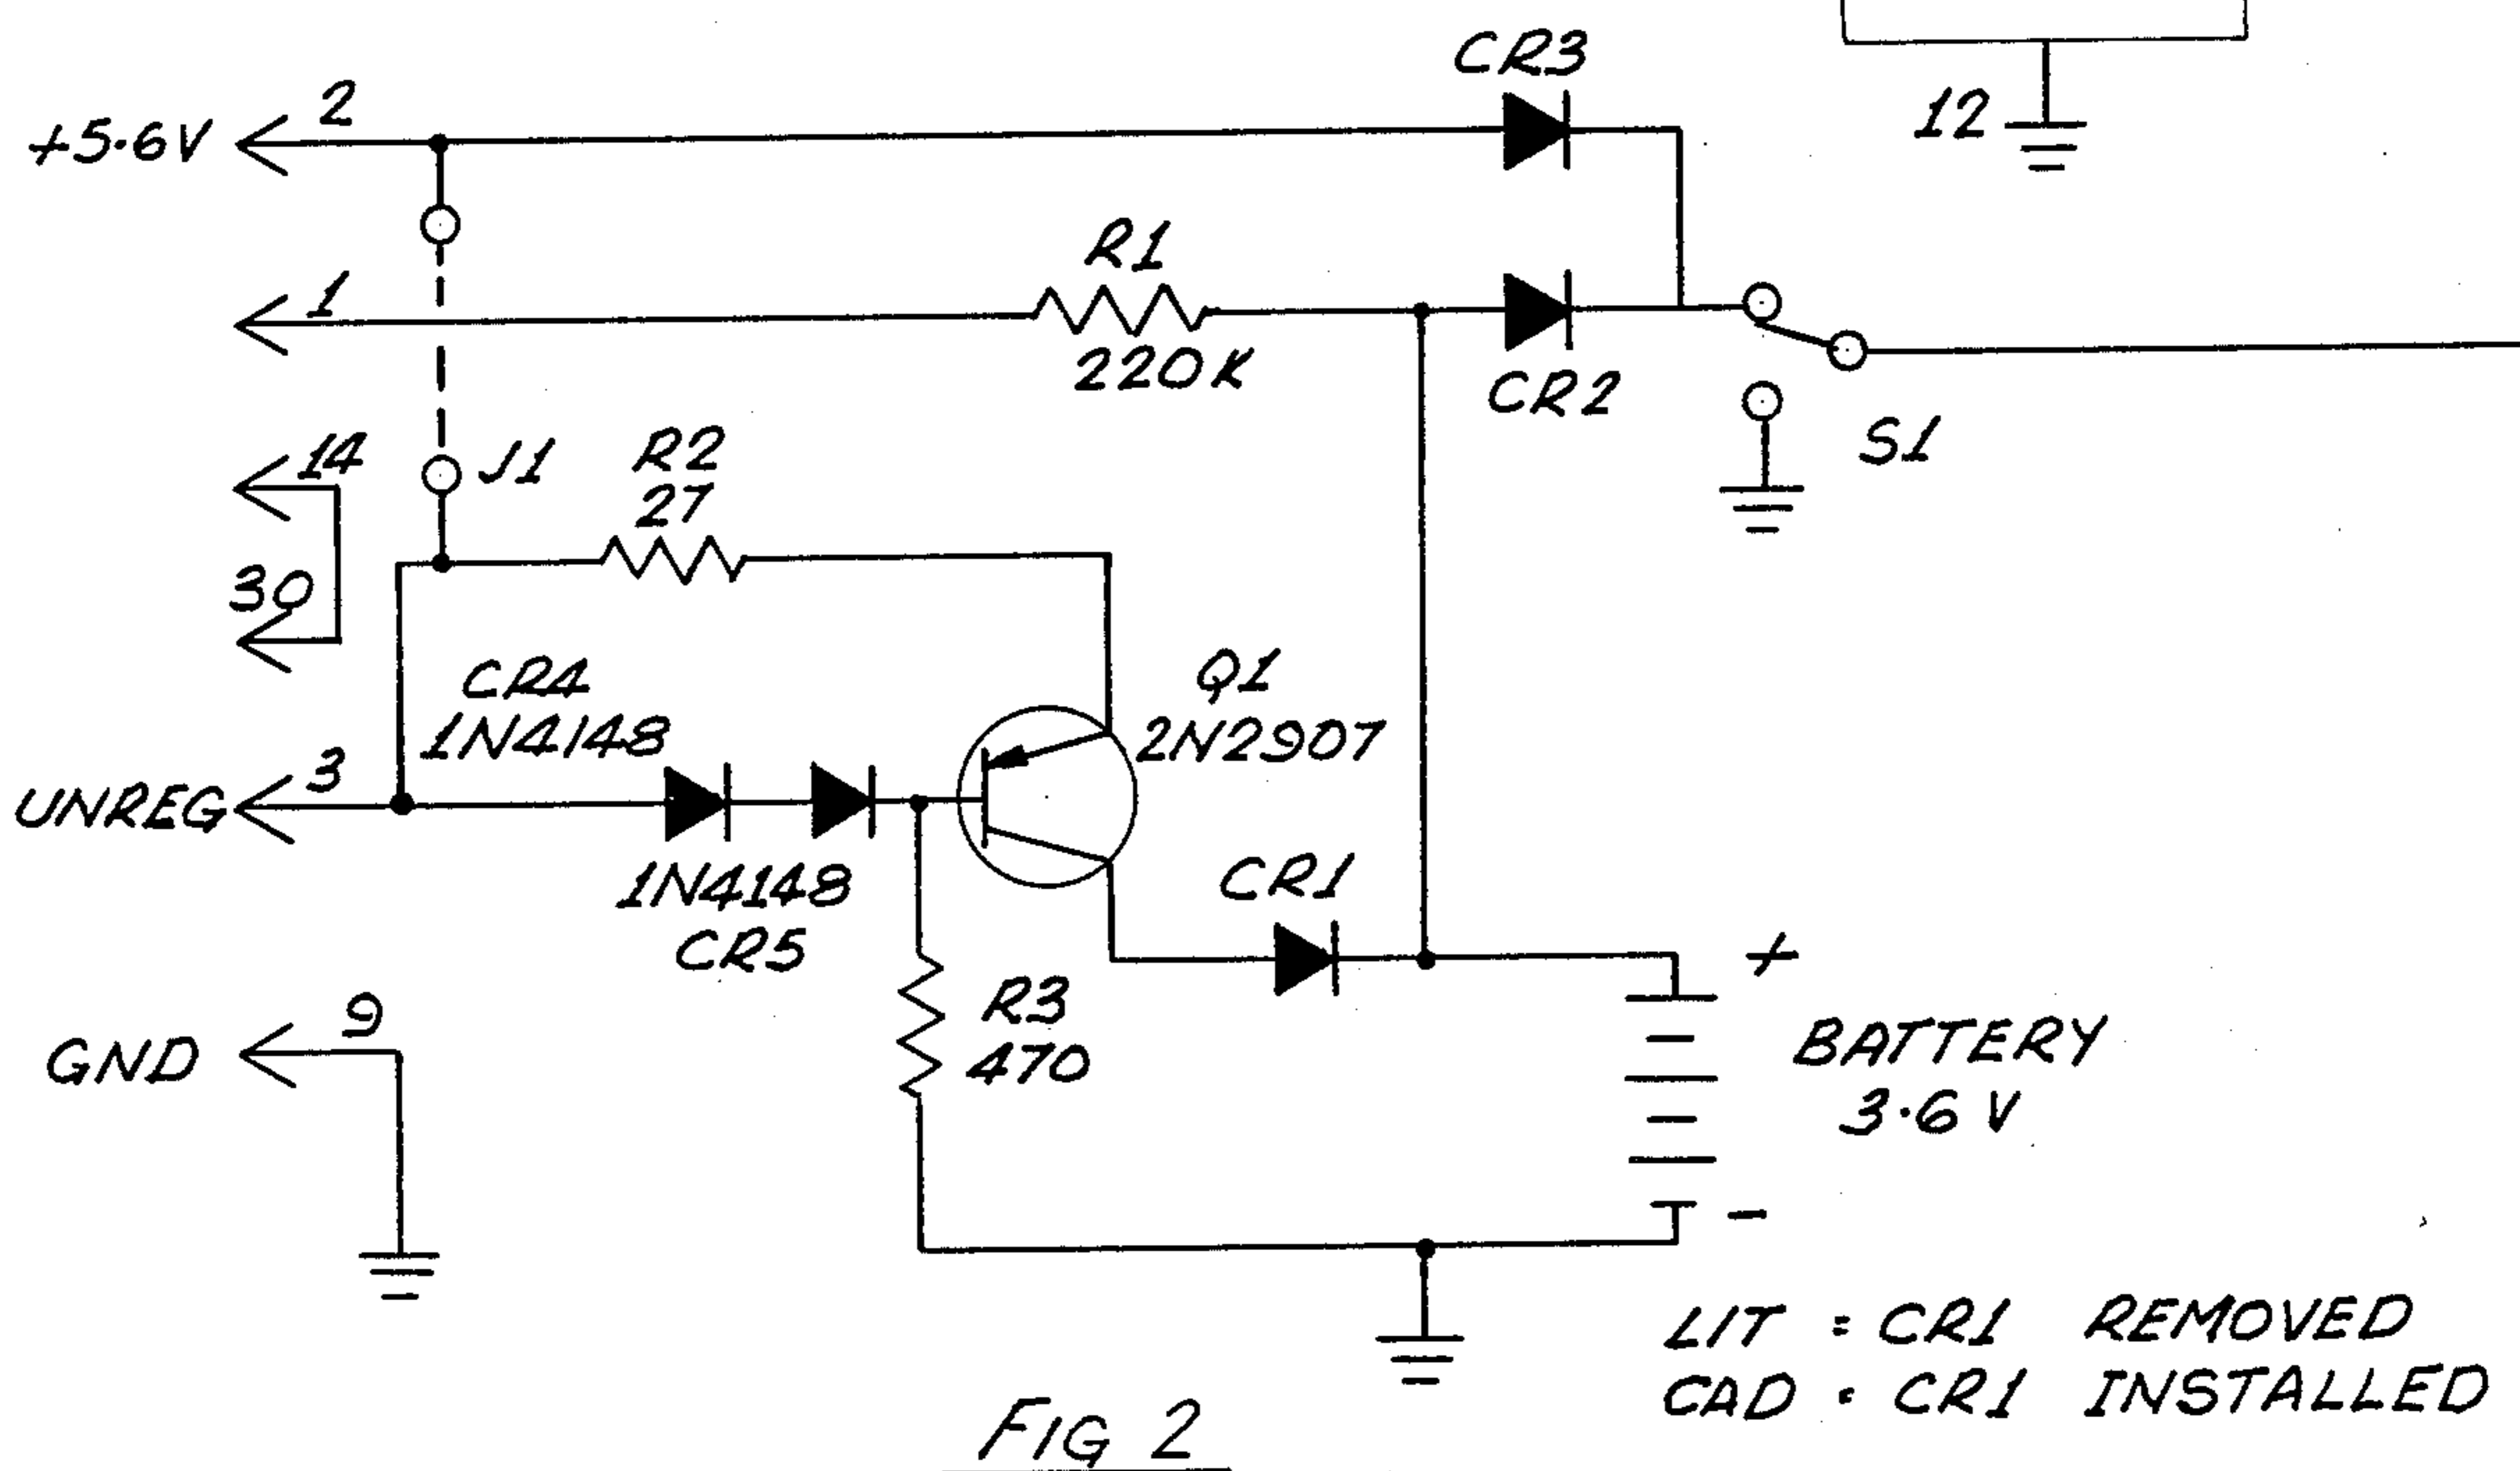 CR3
2
+5.6V
12
R1
1
220K
CR2
14
J1
R2
27
S1
30
CR4
1N4148
Q1
2N2907
3
UNREG
1N4148
CR5
CR1
+
R3
470
9
GND
BATTERY
3.6 V
-
LIT : CR1 REMOVED
CAD : CR1 INSTALLED
FIG 2